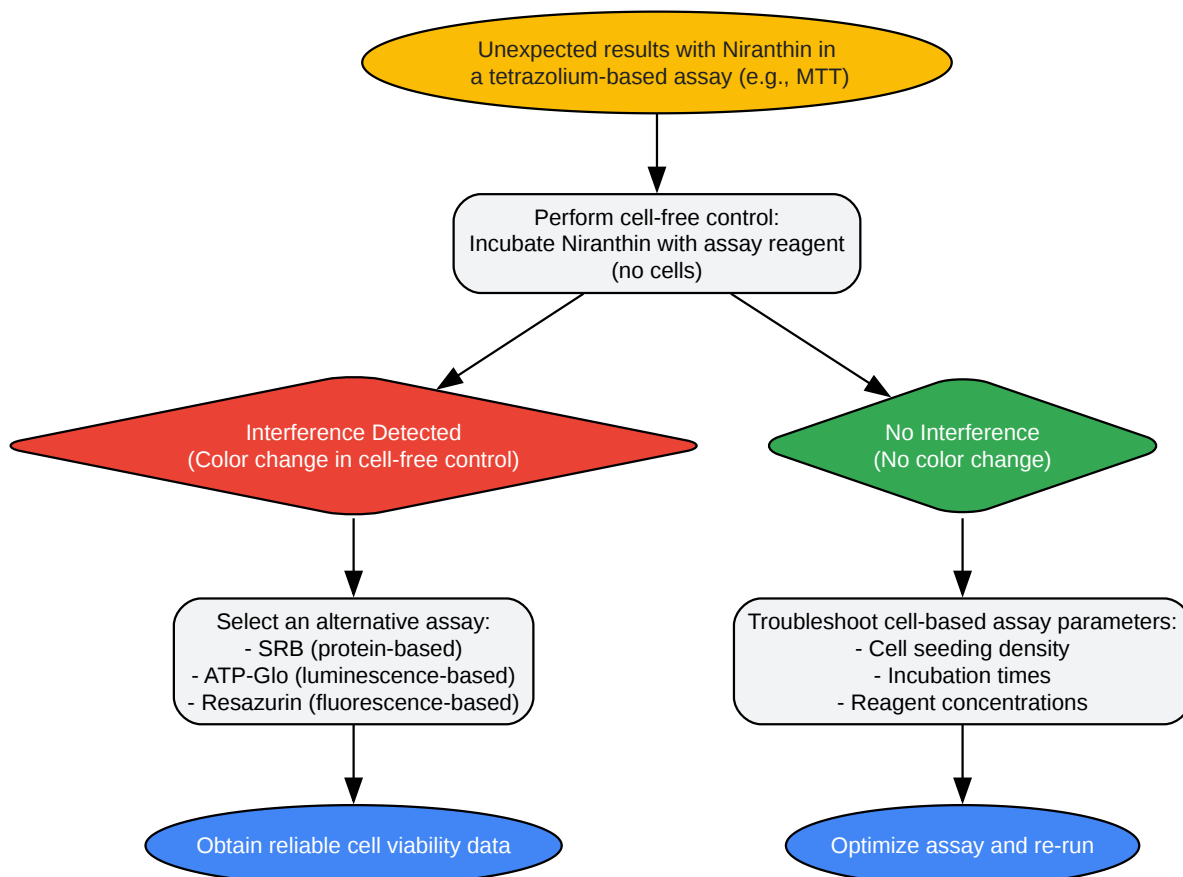 Unexpected results with Niranthin in
a tetrazolium-based assay (e.g., MTT)
Perform cell-free control:
Incubate Niranthin with assay reagent
(no cells)
Interference Detected
(Color change in cell-free control)
No Interference
(No color change)
Select an alternative assay:
- SRB (protein-based)
- ATP-Glo (luminescence-based)
- Resazurin (fluorescence-based)
Troubleshoot cell-based assay parameters:
- Cell seeding density
- Incubation times
- Reagent concentrations
Obtain reliable cell viability data
Optimize assay and re-run